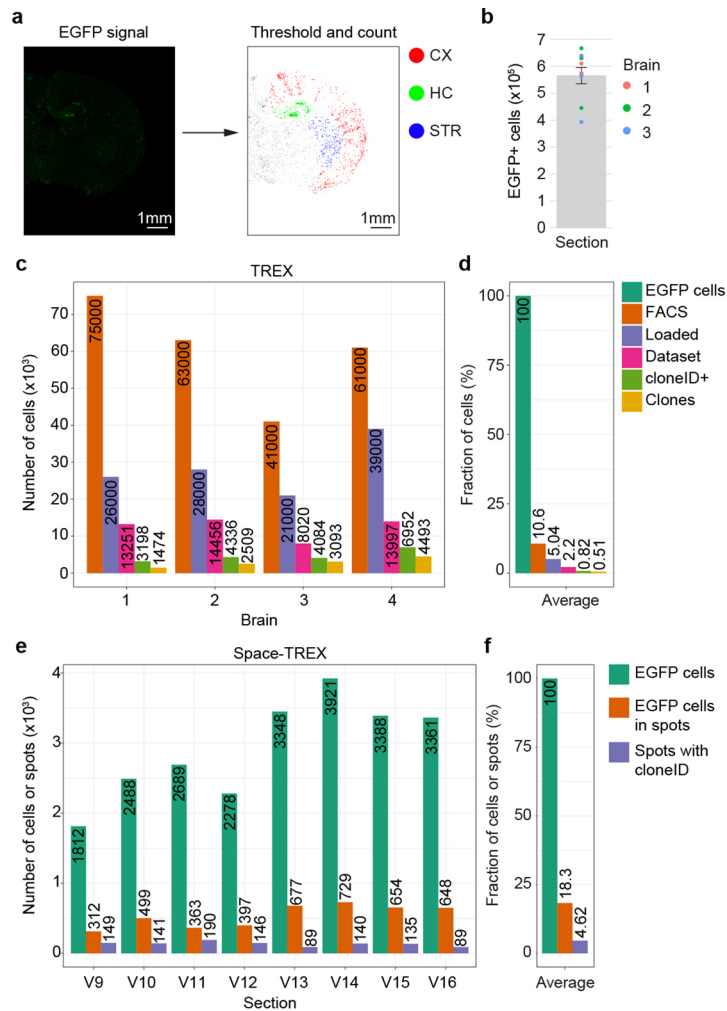 a
EGFP signal
Threshold and count
1mm
1mm
CX
HC
STR
b
EGFP+ cells (x10⁵)
7
6
5
4
3
2
1
0
Section
Brain
1
2
3
c
TREX
Number of cells (x10³)
70
60
50
40
30
20
10
0
75000
26000
13251
3198
1474
63000
28000
14456
4336
2509
41000
21000
8020
4084
3093
61000
39000
13997
6952
4493
1 2 3 4
Brain
d
Fraction of cells (%)
100
75
50
25
0
100
10.6
5.04
2.2
0.82
0.51
Average
EGFP cells
FACS
Loaded
Dataset
cloneID+
Clones
e
Space-TREX
Number of cells or spots (x10³)
4
3
2
1
0
1812
312
149
2488
499
141
2689
363
190
2278
397
146
3348
677
89
3921
729
140
3388
654
135
3361
648
89
V9 V10 V11 V12 V13 V14 V15 V16
Section
f
Fraction of cells or spots (%)
100
75
50
25
0
100
18.3
4.62
Average
EGFP cells
EGFP cells
in spots
Spots with
cloneID